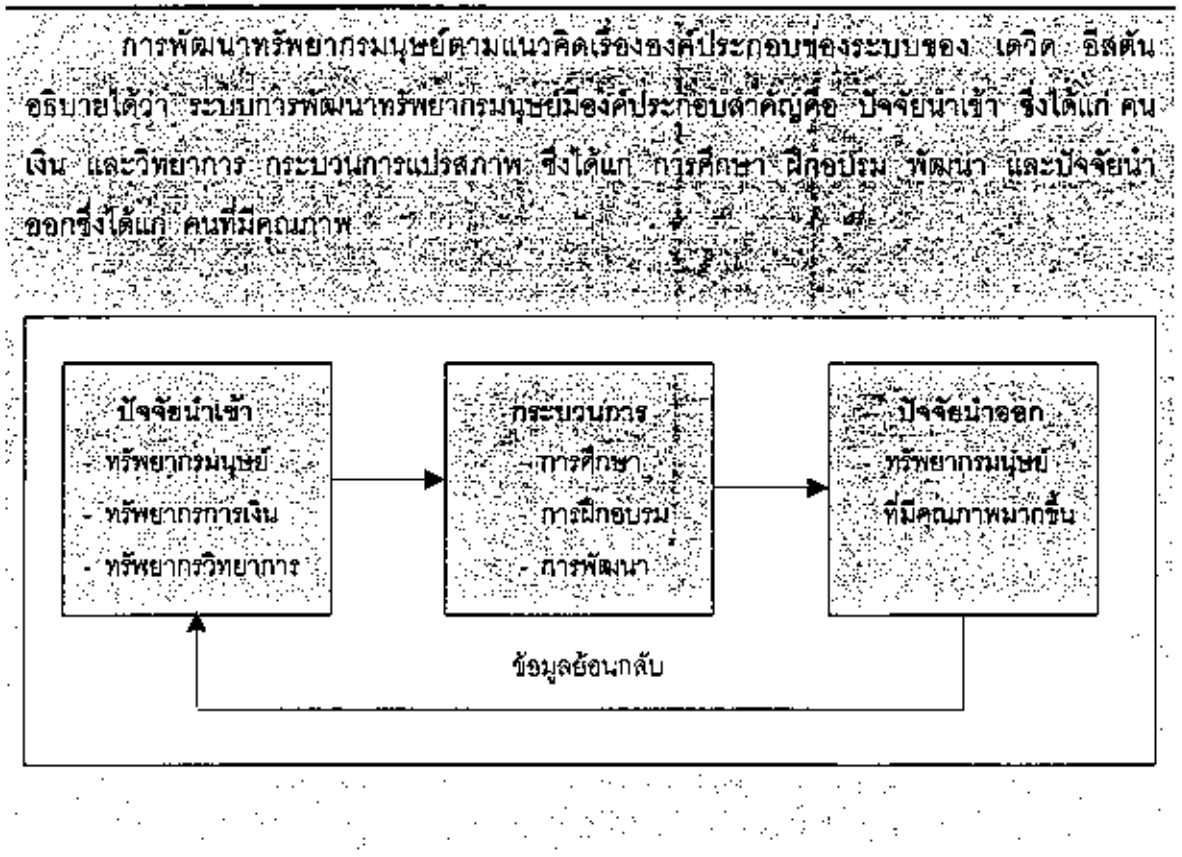 การพัฒนาทรัพยากรมนุษย์ตามแนวคิดเรื่ององค์ประกอบของระบบของ เดวิด อีสตัน
อธิบายได้ว่า ระบบการพัฒนาทรัพยากรมนุษย์มีองค์ประกอบสำคัญคือ ปัจจัยนำเข้า ซึ่งได้แก่ คน
เงิน และวิทยาการ กระบวนการแปรสภาพ ซึ่งได้แก่ การศึกษา ฝึกอบรม พัฒนา และปัจจัยนำ
ออกซึ่งได้แก่ คนที่มีคุณภาพ
ปัจจัยนำเข้า
- ทรัพยากรมนุษย์
- ทรัพยากรการเงิน
- ทรัพยากรวิทยาการ
กระบวนการ
- การศึกษา
- การฝึกอบรม
- การพัฒนา
ปัจจัยนำออก
- ทรัพยากรมนุษย์
ที่มีคุณภาพมากขึ้น
ข้อมูลย้อนกลับ